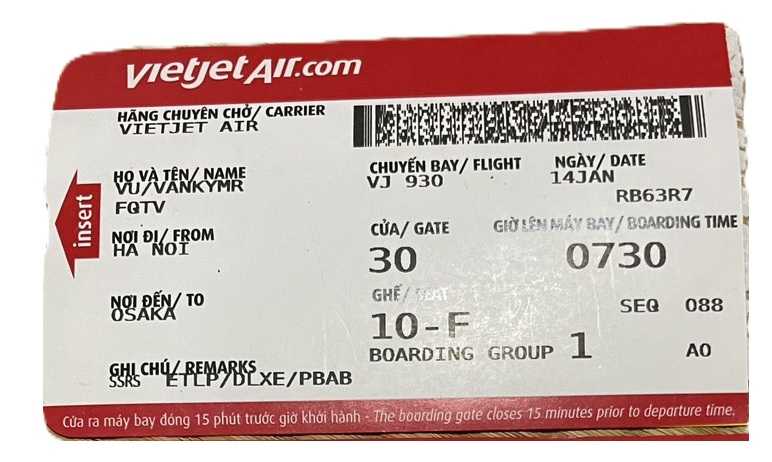 vietjet Air.com
HÃNG CHUYÊN CHỞ/ CARRIER
VIETJET AIR
HỌ VÀ TÊN/ NAME
VU/VANKYMR
FQTV
CHUYẾN BAY/ FLIGHT
VJ 930
NGÀY/ DATE
14JAN
RB63R7
insert
NƠI ĐI/ FROM
HA NOI
CỬA/ GATE
30
GIỜ LÊN MÁY BAY/ BOARDING TIME
0730
NƠI ĐẾN/ TO
OSAKA
GHẾ/ SEAT
10-F
SEQ 088
BOARDING GROUP 1
A0
GHI CHÚ/ REMARKS
SSRS ETLP/DLXE/PBAB
Cửa ra máy bay đóng 15 phút trước giờ khởi hành - The boarding gate closes 15 minutes prior to departure time.